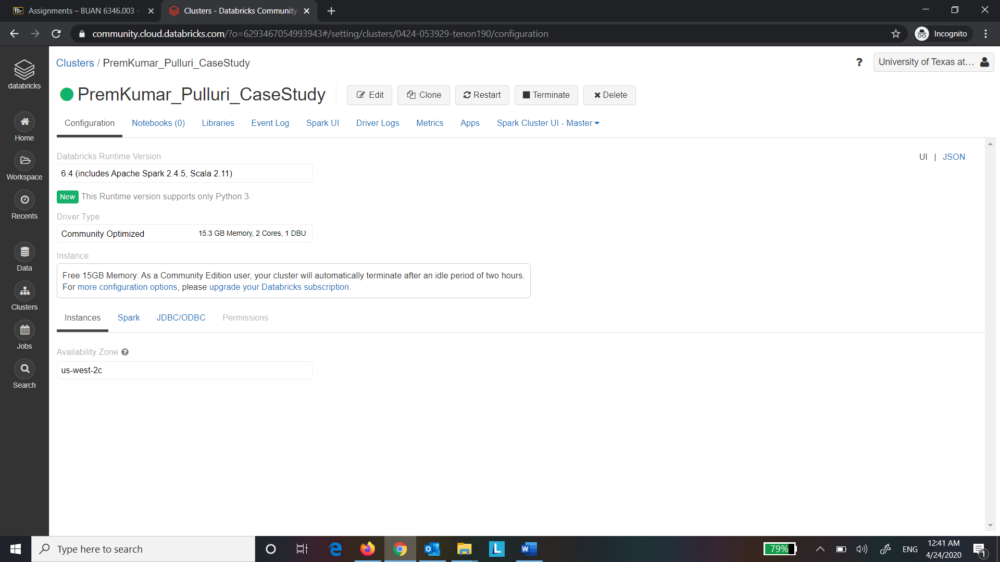 Bb Assignments – BUAN 6346.003 -
Clusters - Databricks Community
community.cloud.databricks.com/?o=6293467054993943#/setting/clusters/0424-053929-tenon190/configuration
Incognito
databricks
Home
Workspace
Recents
Data
Clusters
Jobs
Search
Clusters / PremKumar_Pulluri_CaseStudy
? University of Texas at...
PremKumar_Pulluri_CaseStudy Edit Clone Restart Terminate Delete
Configuration Notebooks (0) Libraries Event Log Spark UI Driver Logs Metrics Apps Spark Cluster UI - Master
UI | JSON
Databricks Runtime Version
6.4 (includes Apache Spark 2.4.5, Scala 2.11)
New This Runtime version supports only Python 3.
Driver Type
Community Optimized 15.3 GB Memory, 2 Cores, 1 DBU
Instance
Free 15GB Memory: As a Community Edition user, your cluster will automatically terminate after an idle period of two hours.
For more configuration options, please upgrade your Databricks subscription.
Instances Spark JDBC/ODBC Permissions
Availability Zone ?
us-west-2c
Type here to search
79%
ENG
12:41 AM
4/24/2020
1